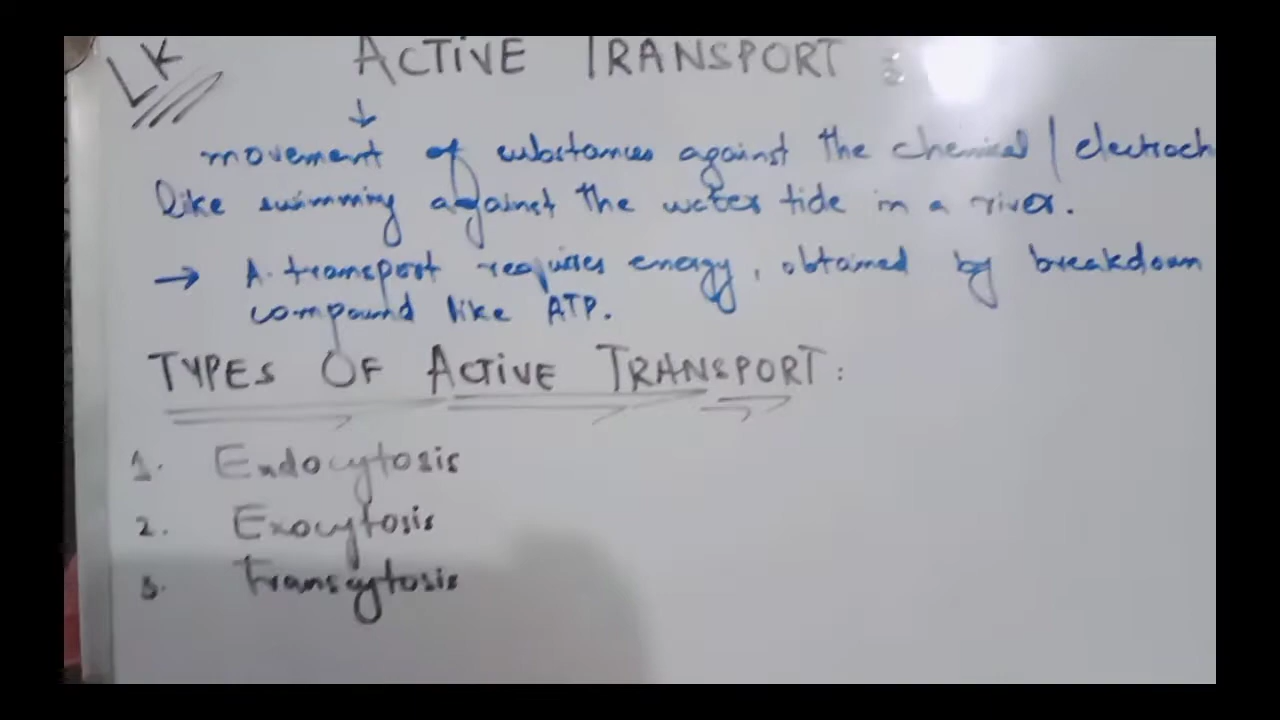 LK
ACTIVE TRANSPORT :
↓
movement of substances against the chemical / electroch
like swimming against the water tide in a river.
→ A. transport requires energy, obtained by breakdown
compound like ATP.
TYPES OF ACTIVE TRANSPORT :
1. Endocytosis
2. Exocytosis
3. Transcytosis